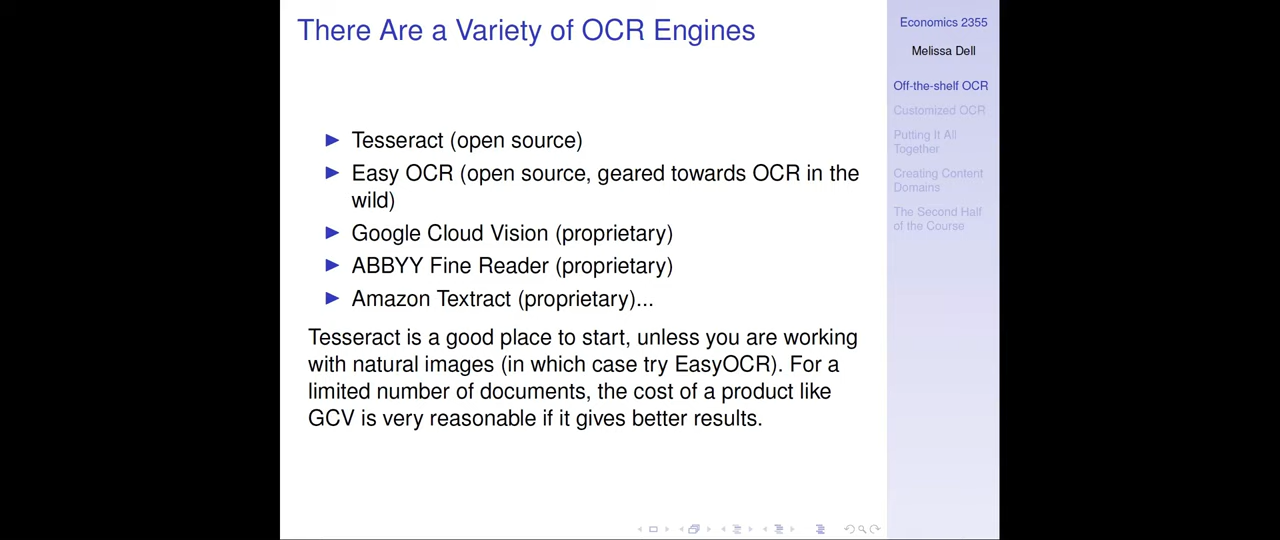 There Are a Variety of OCR Engines
Tesseract (open source)
Easy OCR (open source, geared towards OCR in the
wild)
Google Cloud Vision (proprietary)
ABBYY Fine Reader (proprietary)
Amazon Textract (proprietary)...
Tesseract is a good place to start, unless you are working
with natural images (in which case try EasyOCR). For a
limited number of documents, the cost of a product like
GCV is very reasonable if it gives better results.
Economics 2355
Melissa Dell
Off-the-shelf OCR
Customized OCR
Putting It All
Together
Creating Content
Domains
The Second Half
of the Course